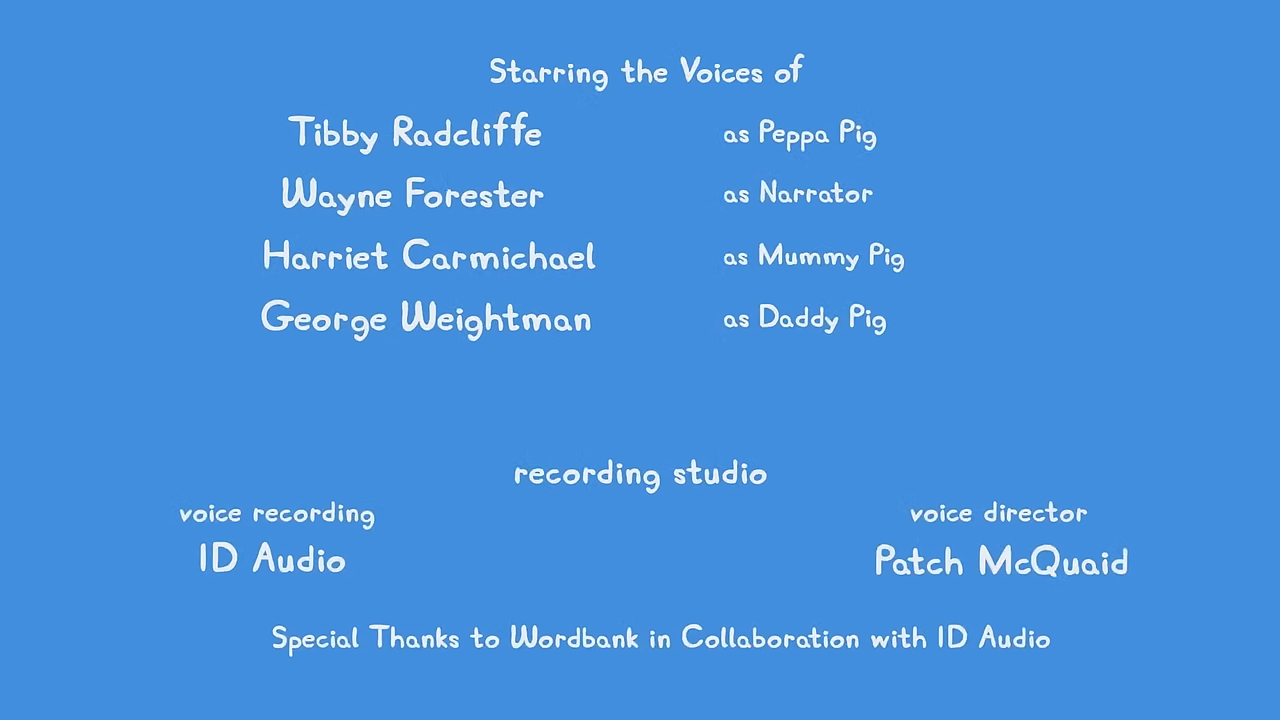 Starring the Voices of
Tibby Radcliffe as Peppa Pig
Wayne Forester as Narrator
Harriet Carmichael as Mummy Pig
George Weightman as Daddy Pig
recording studio
voice recording voice director
ID Audio Patch McQuaid
Special Thanks to Wordbank in Collaboration with ID Audio